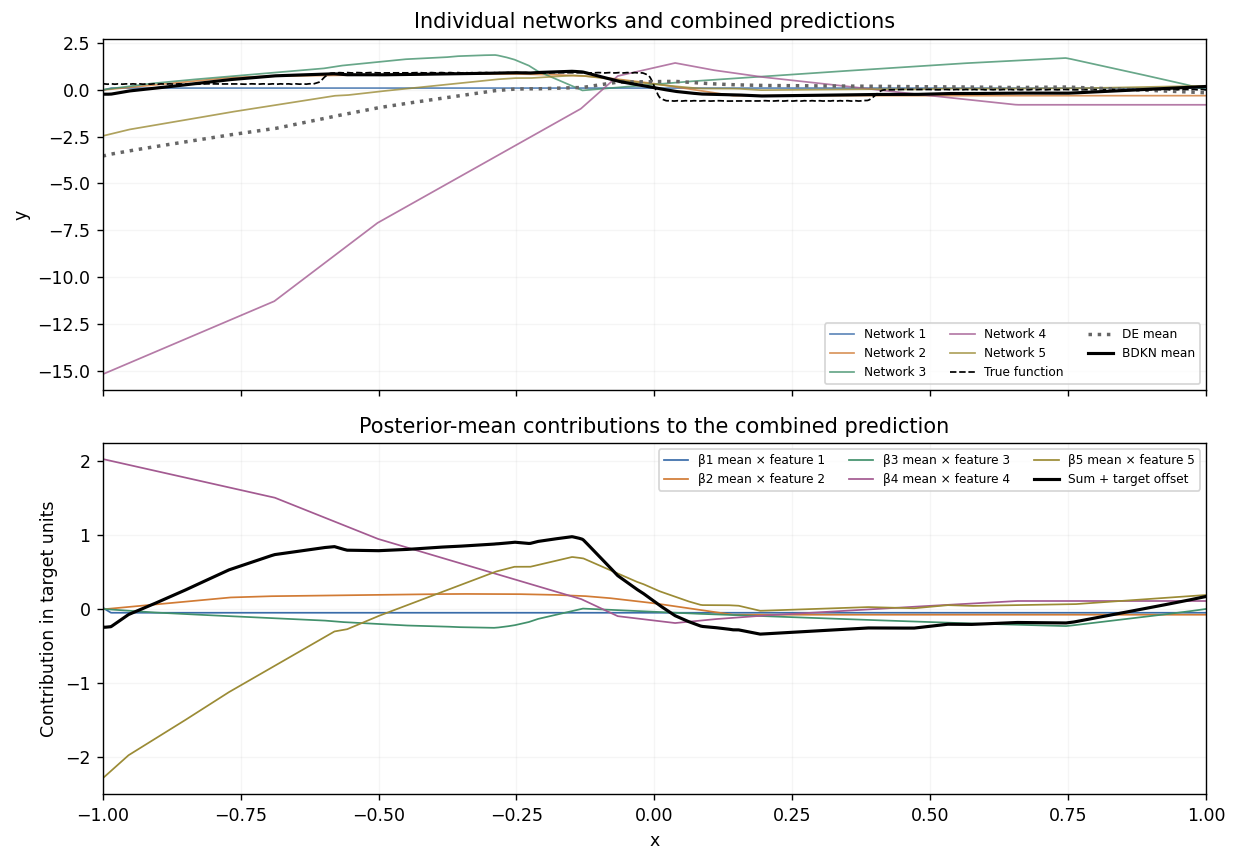 Individual networks and combined predictions
2.5
0.0
−2.5
−5.0
−7.5
−10.0
−12.5
−15.0
y
Network 1
Network 2
Network 3
Network 4
Network 5
True function
DE mean
BDKN mean
Posterior-mean contributions to the combined prediction
2
1
0
−1
−2
Contribution in target units
β1 mean × feature 1
β2 mean × feature 2
β3 mean × feature 3
β4 mean × feature 4
β5 mean × feature 5
Sum + target offset
−1.00
−0.75
−0.50
−0.25
0.00
0.25
0.50
0.75
1.00
x